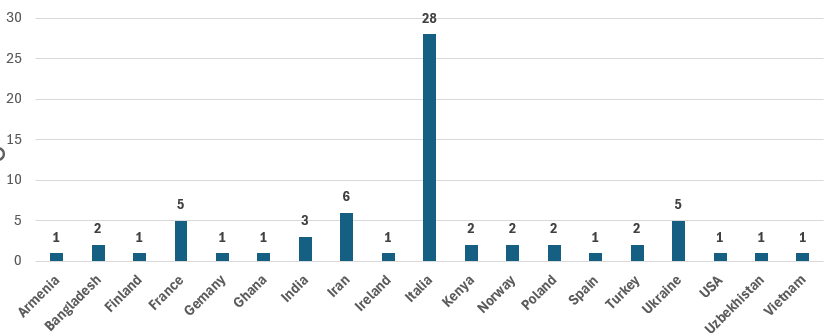 30
25
20
15
10
5
0
1
2
1
5
1
1
3
6
1
28
2
2
2
1
2
5
1
1
1
Armenia
Bangladesh
Finland
France
Gemany
Ghana
India
Iran
Ireland
Italia
Kenya
Norway
Poland
Spain
Turkey
Ukraine
USA
Uzbekistan
Vietnam